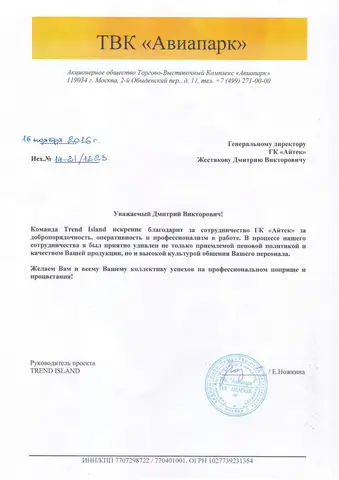 ТВК «Авиапарк»
Акционерное общество Торгово-Выставочный Комплекс «Авиапарк»
119034 г. Москва, 2-й Обыденский пер., д. 11, тел. +7 (499) 271-00-00
16 ноября 2016 г.
Исх.№ 14-21/1223
Генеральному директору
ГК «Айтек»
Жестякову Дмитрию Викторовичу
Уважаемый Дмитрий Викторович!
Команда Trend Island искренне благодарит за сотрудничество ГК «Айтек» за
добропорядочность, оперативность и профессионализм в работе. В процессе нашего
сотрудничества я был приятно удивлен не только приемлемой ценовой политикой и
качеством Вашей продукции, но и высокой культурой общения Вашего персонала.
Желаем Вам и всему Вашему коллективу успехов на профессиональном поприще и
процветания!
Руководитель проекта
TREND ISLAND
/ Е.Ножкина
ИНН/КПП 7707298722 / 770401001, ОГРН 1027739231354